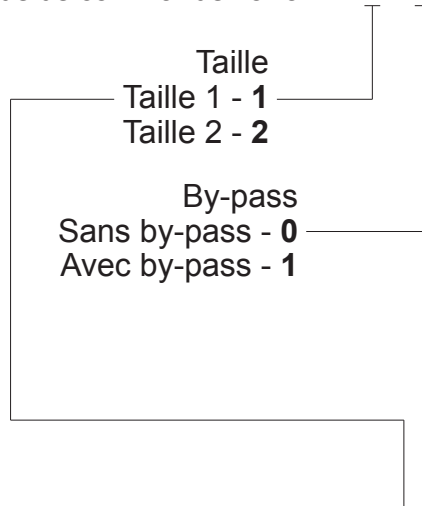 Taille
Taille 1 - 1
Taille 2 - 2
By-pass
Sans by-pass - 0
Avec by-pass - 1